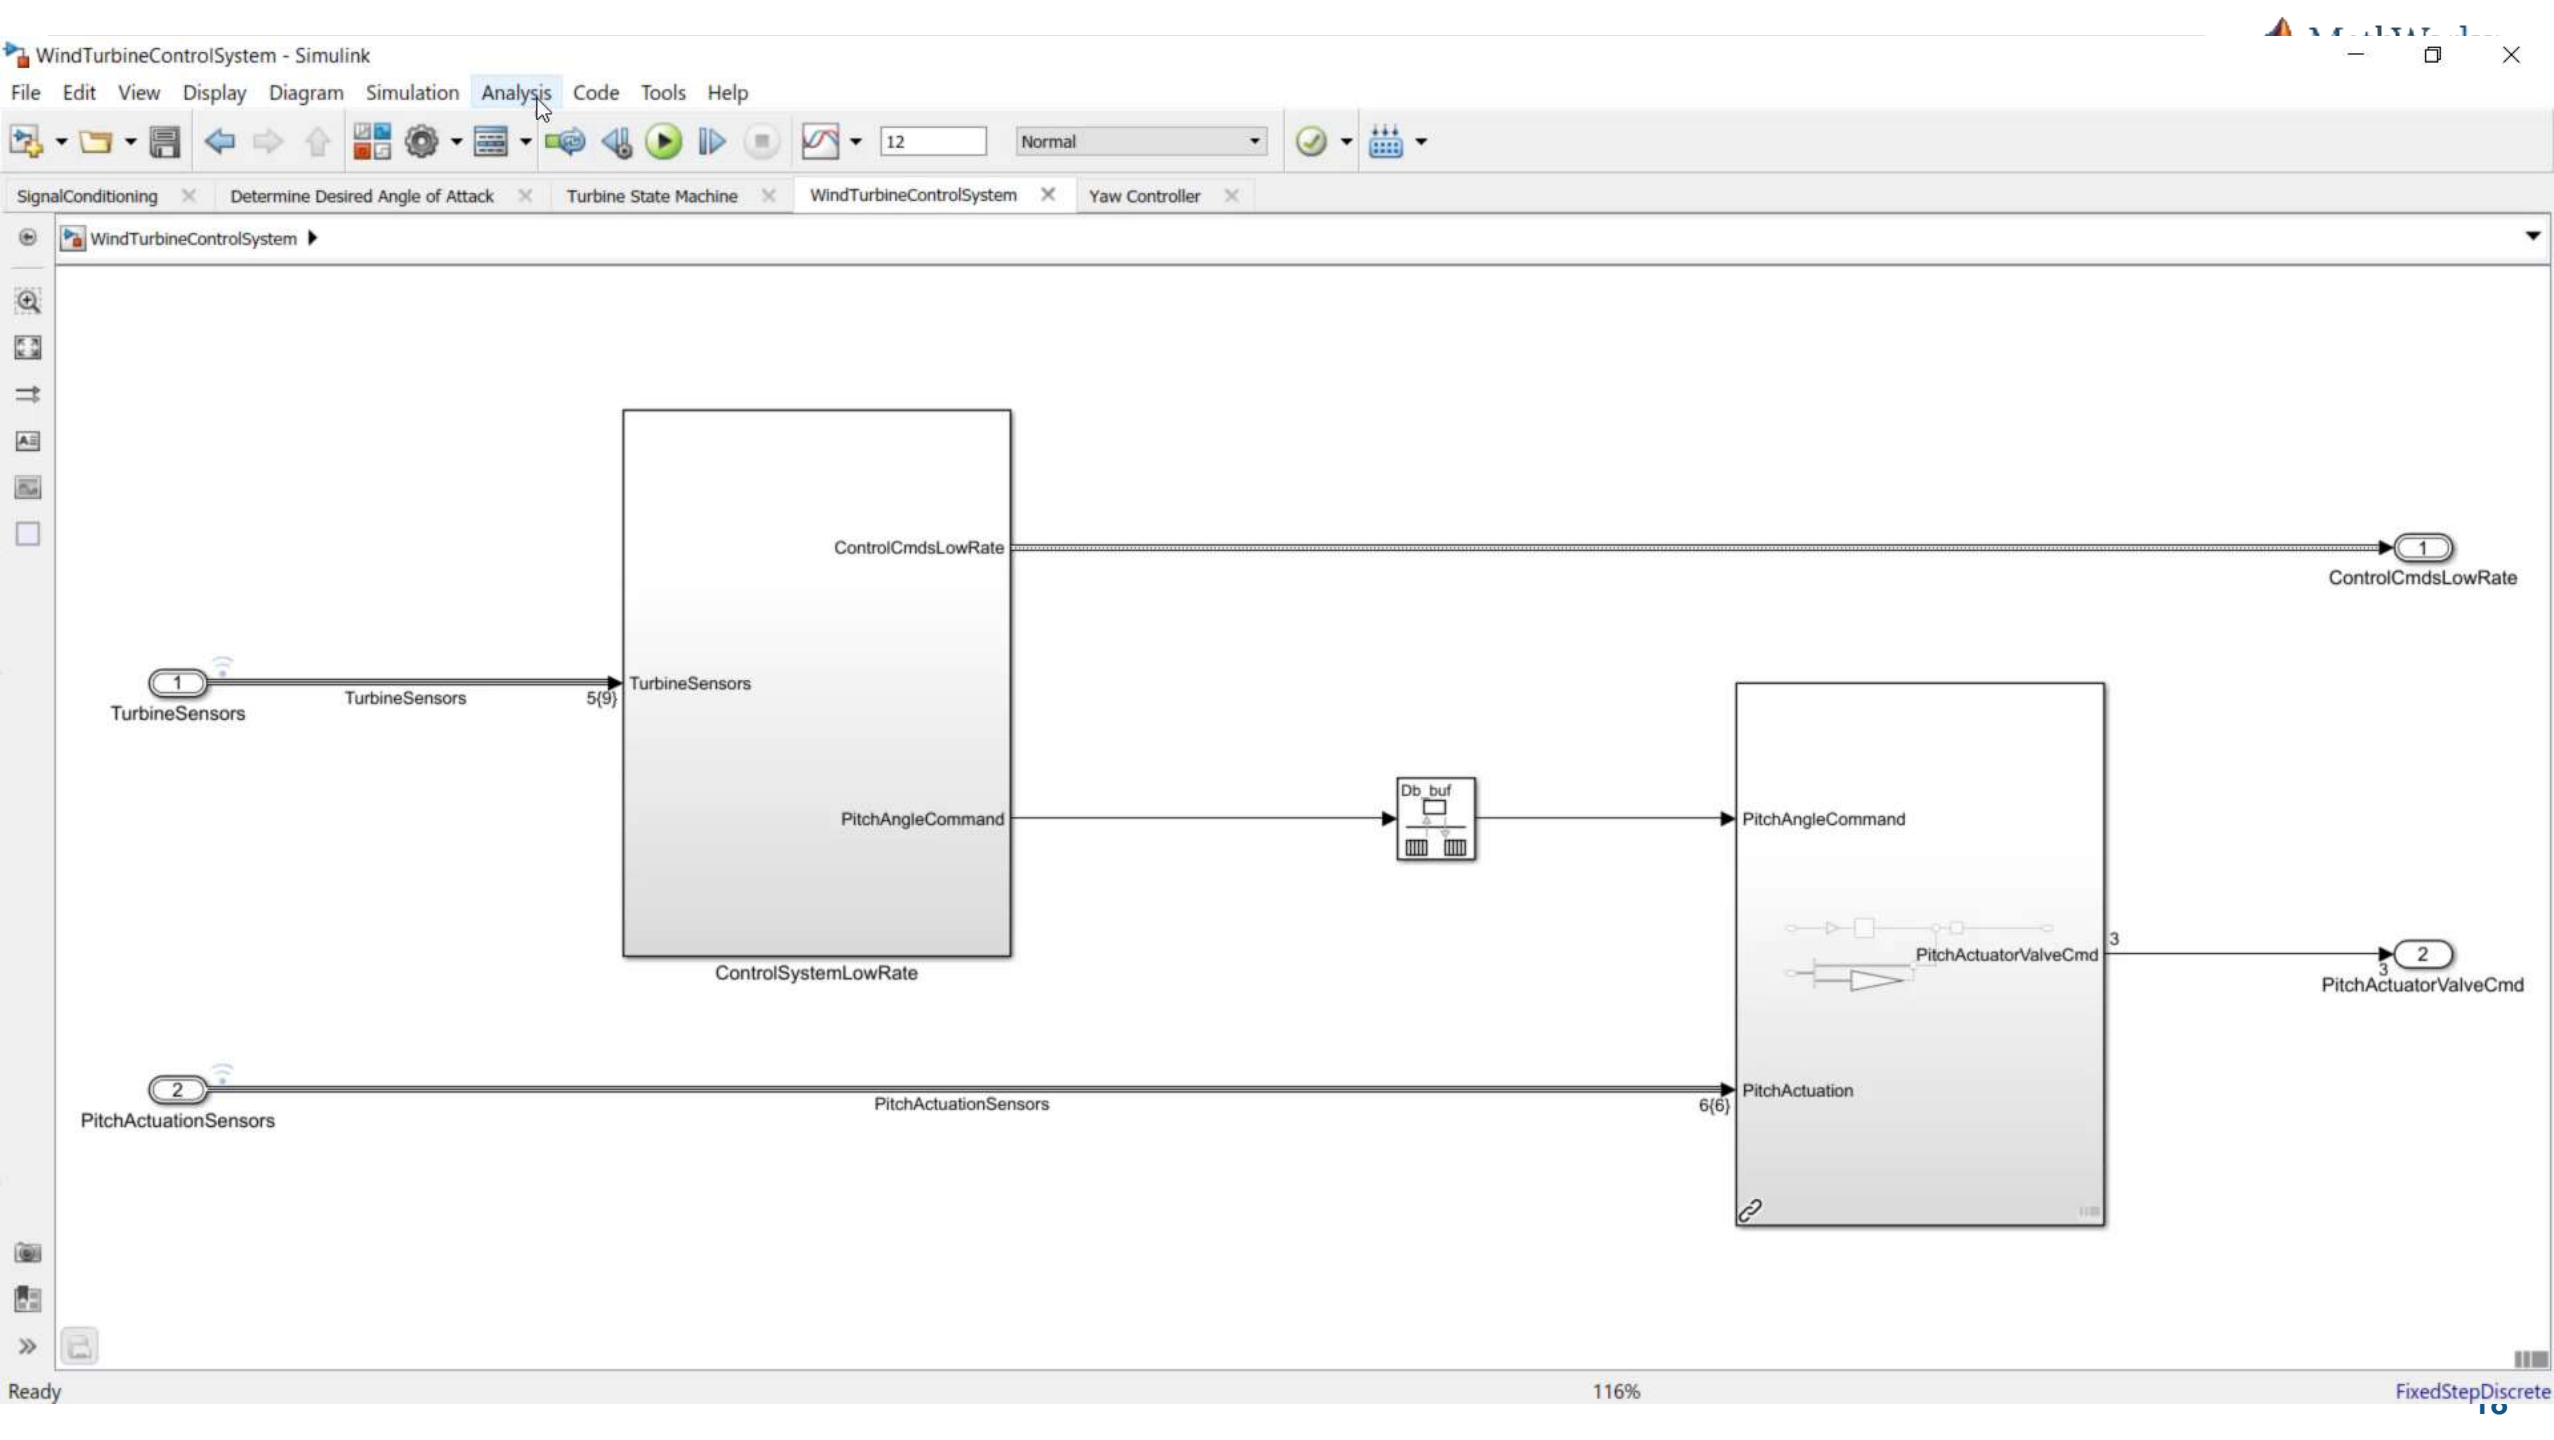 WindTurbineControlSystem - Simulink
File Edit View Display Diagram Simulation Analysis Code Tools Help
12 Normal
SignalConditioning Determine Desired Angle of Attack Turbine State Machine WindTurbineControlSystem Yaw Controller
WindTurbineControlSystem
ControlCmdsLowRate
1
ControlCmdsLowRate
1
TurbineSensors
TurbineSensors
5{9}
TurbineSensors
Db_buf
PitchAngleCommand
PitchAngleCommand
3
PitchActuatorValveCmd
2
3
PitchActuatorValveCmd
ControlSystemLowRate
2
PitchActuationSensors
PitchActuationSensors
6{6}
PitchActuation
Ready 116% FixedStepDiscrete